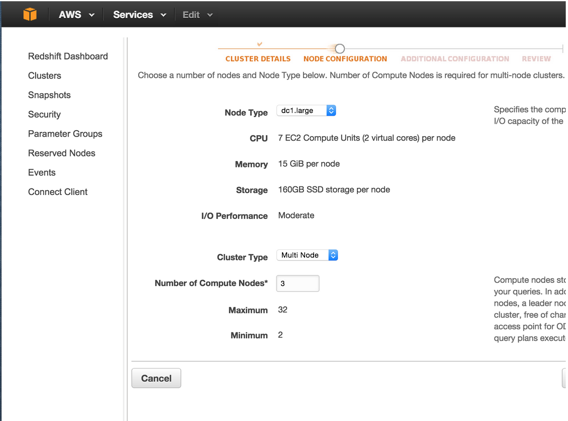 AWS Services Edit
Redshift Dashboard
Clusters
Snapshots
Security
Parameter Groups
Reserved Nodes
Events
Connect Client
CLUSTER DETAILS NODE CONFIGURATION ADDITIONAL CONFIGURATION REVIEW
Choose a number of nodes and Node Type below. Number of Compute Nodes is required for multi-node clusters.
Node Type dc1.large
CPU 7 EC2 Compute Units (2 virtual cores) per node
Memory 15 GiB per node
Storage 160GB SSD storage per node
I/O Performance Moderate
Specifies the comp
I/O capacity of the
Cluster Type Multi Node
Number of Compute Nodes* 3
Maximum 32
Minimum 2
Compute nodes sto
your queries. In add
nodes, a leader nod
cluster, free of char
access point for OD
query plans execut
Cancel